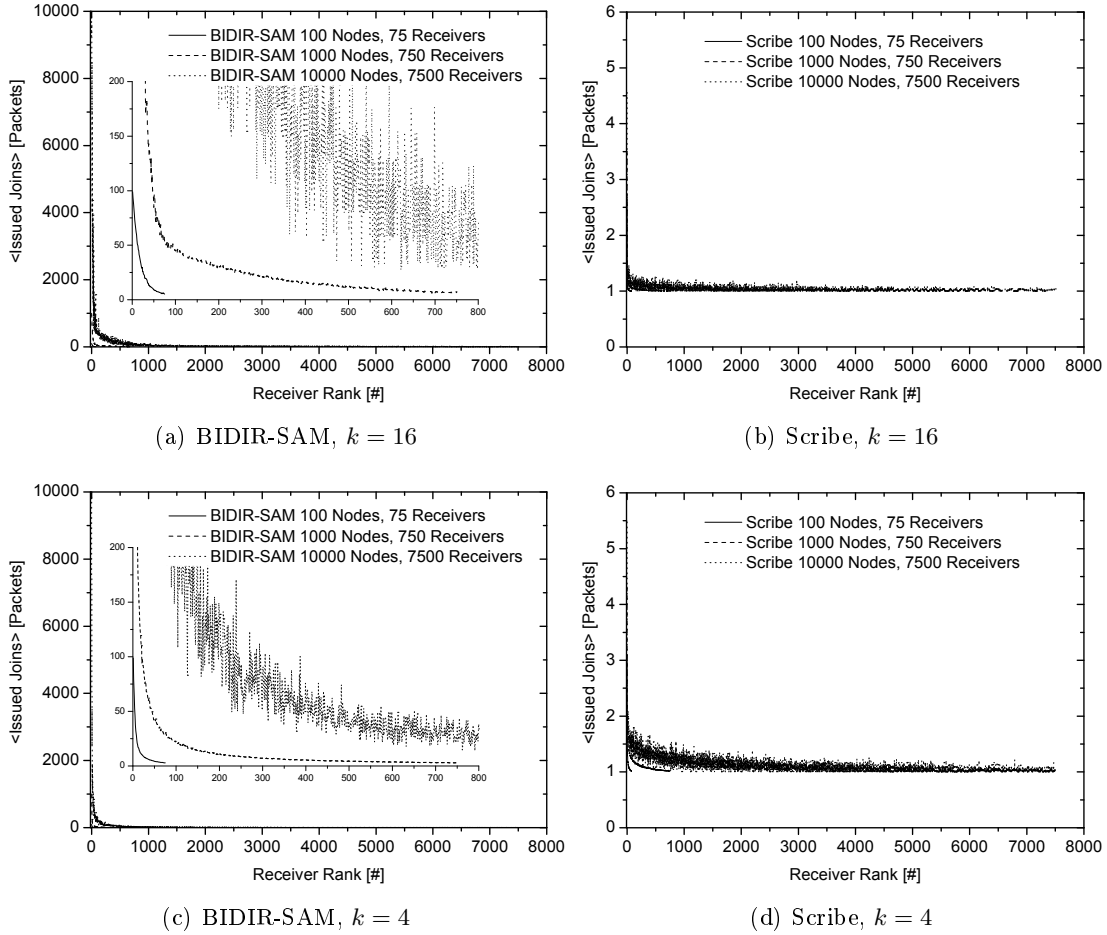 BIDIR-SAM 100 Nodes, 75 Receivers
BIDIR-SAM 1000 Nodes, 750 Receivers
BIDIR-SAM 10000 Nodes, 7500 Receivers
10000
8000
6000
4000
2000
0
<Issued Joins> [Packets]
200
150
100
50
0
0 100 200 300 400 500 600 700 800
0 1000 2000 3000 4000 5000 6000 7000 8000
Receiver Rank [#]
(a) BIDIR-SAM, k = 16
Scribe 100 Nodes, 75 Receivers
Scribe 1000 Nodes, 750 Receivers
Scribe 10000 Nodes, 7500 Receivers
6
5
4
3
2
1
0
<Issued Joins> [Packets]
0 1000 2000 3000 4000 5000 6000 7000 8000
Receiver Rank [#]
(b) Scribe, k = 16
BIDIR-SAM 100 Nodes, 75 Receivers
BIDIR-SAM 1000 Nodes, 750 Receivers
BIDIR-SAM 10000 Nodes, 7500 Receivers
10000
8000
6000
4000
2000
0
<Issued Joins> [Packets]
200
150
100
50
0
0 100 200 300 400 500 600 700 800
0 1000 2000 3000 4000 5000 6000 7000 8000
Receiver Rank [#]
(c) BIDIR-SAM, k = 4
Scribe 100 Nodes, 75 Receivers
Scribe 1000 Nodes, 750 Receivers
Scribe 10000 Nodes, 7500 Receivers
6
5
4
3
2
1
0
<Issued Joins> [Packets]
0 1000 2000 3000 4000 5000 6000 7000 8000
Receiver Rank [#]
(d) Scribe, k = 4